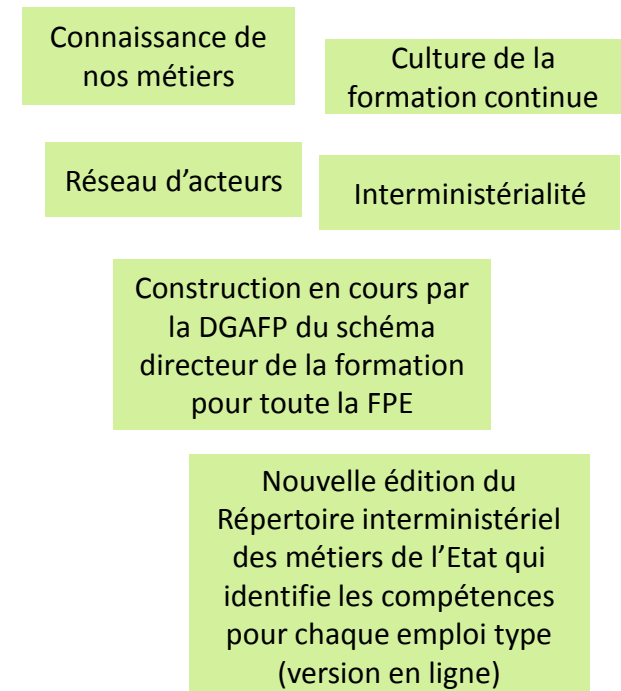 Connaissance de
nos métiers
Culture de la
formation continue
Réseau d'acteurs
Interministérialité
Construction en cours par
la DGAFP du schéma
directeur de la formation
pour toute la FPE
Nouvelle édition du
Répertoire interministériel
des métiers de l'Etat qui
identifie les compétences
pour chaque emploi type
(version en ligne)